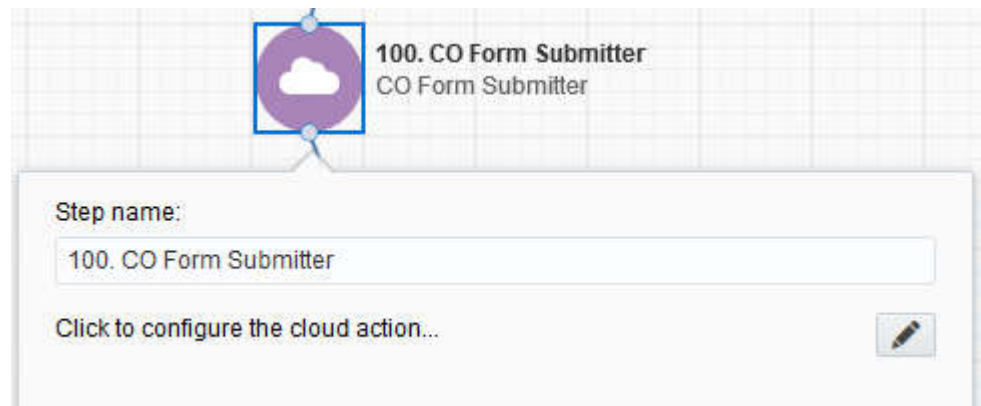 100. CO Form Submitter
CO Form Submitter
Step name:
100. CO Form Submitter
Click to configure the cloud action...